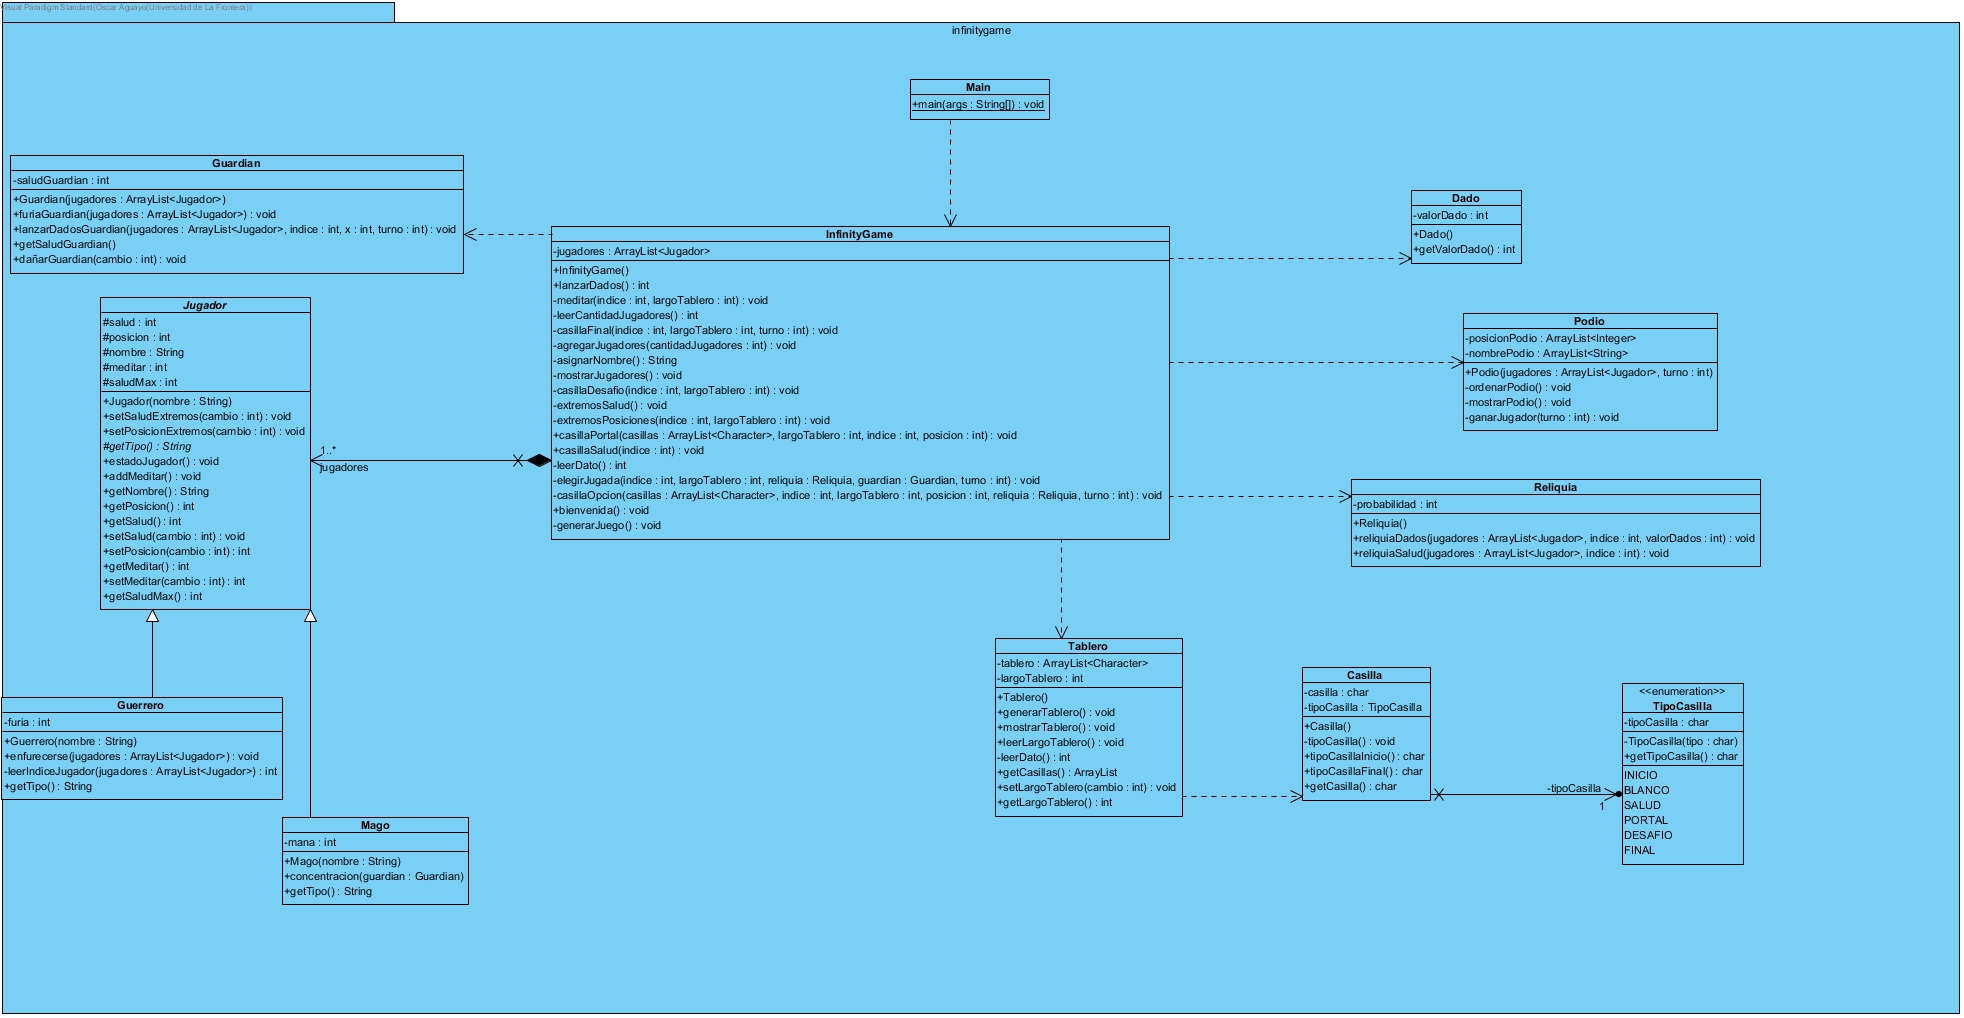 Visual Paradigm Standard(Oscar Aguayo(Universidad de La Frontera))
infinitygame
Main
+main(args : String[]) : void
Guardian
-saludGuardian : int
+Guardian(jugadores : ArrayList<Jugador>)
+furiaGuardian(jugadores : ArrayList<Jugador>) : void
+lanzarDadosGuardian(jugadores : ArrayList<Jugador>, indice : int, x : int, turno : int) : void
+getSaludGuardian()
+dañarGuardian(cambio : int) : void
Dado
-valorDado : int
+Dado()
+getValorDado() : int
InfinityGame
-jugadores : ArrayList<Jugador>
+InfinityGame()
+lanzarDados() : int
-meditar(indice : int, largoTablero : int) : void
-leerCantidadJugadores() : int
-casillaFinal(indice : int, largoTablero : int, turno : int) : void
-agregarJugadores(cantidadJugadores : int) : void
-asignarNombre() : String
-mostrarJugadores() : void
-casillaDesafio(indice : int, largoTablero : int) : void
-extremosSalud() : void
-extremosPosiciones(indice : int, largoTablero : int) : void
+casillaPortal(casillas : ArrayList<Character>, largoTablero : int, indice : int, posicion : int) : void
+casillaSalud(indice : int) : void
-leerDato() : int
-elegirJugada(indice : int, largoTablero : int, reliquia : Reliquia, guardian : Guardian, turno : int) : void
-casillaOpcion(casillas : ArrayList<Character>, indice : int, largoTablero : int, posicion : int, reliquia : Reliquia, turno : int) : void
+bienvenida() : void
-generarJuego() : void
Jugador
#salud : int
#posicion : int
#nombre : String
#meditar : int
#saludMax : int
+Jugador(nombre : String)
+setSaludExtremos(cambio : int) : void
+setPosicionExtremos(cambio : int) : void
#getTipo() : String
+estadoJugador() : void
+addMeditar() : void
+getNombre() : String
+getPosicion() : int
+getSalud() : int
+setSalud(cambio : int) : void
+setPosicion(cambio : int) : int
+getMeditar() : int
+setMeditar(cambio : int) : int
+getSaludMax() : int
1..*
jugadores
Podio
-posicionPodio : ArrayList<Integer>
-nombrePodio : ArrayList<String>
+Podio(jugadores : ArrayList<Jugador>, turno : int)
-ordenarPodio() : void
-mostrarPodio() : void
-ganarJugador(turno : int) : void
Reliquia
-probabilidad : int
+Reliquia()
+reliquiaDados(jugadores : ArrayList<Jugador>, indice : int, valorDados : int) : void
+reliquiaSalud(jugadores : ArrayList<Jugador>, indice : int) : void
Tablero
-tablero : ArrayList<Character>
-largoTablero : int
+Tablero()
+generarTablero() : void
+mostrarTablero() : void
+leerLargoTablero() : void
-leerDato() : int
+getCasillas() : ArrayList
+setLargoTablero(cambio : int) : void
+getLargoTablero() : int
Casilla
-casilla : char
-tipoCasilla : TipoCasilla
+Casilla()
-tipoCasilla() : void
+tipoCasillaInicio() : char
+tipoCasillaFinal() : char
+getCasilla() : char
-tipoCasilla
1
<<enumeration>>
TipoCasilla
-tipoCasilla : char
-TipoCasilla(tipo : char)
+getTipoCasilla() : char
INICIO
BLANCO
SALUD
PORTAL
DESAFIO
FINAL
Guerrero
-furia : int
+Guerrero(nombre : String)
+enfurecerse(jugadores : ArrayList<Jugador>) : void
-leerIndiceJugador(jugadores : ArrayList<Jugador>) : int
+getTipo() : String
Mago
-mana : int
+Mago(nombre : String)
+concentracion(guardian : Guardian)
+getTipo() : String